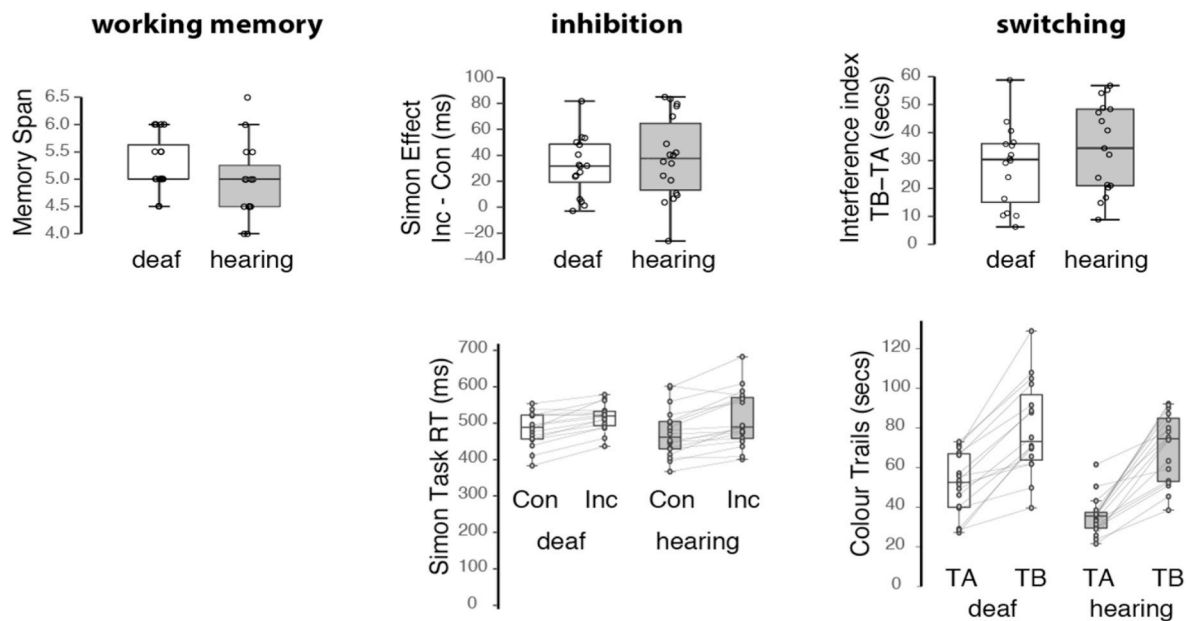 working memory
inhibition
switching
Memory Span
6.5
6.0
5.5
5.0
4.5
4.0
deaf
hearing
Simon Effect
Inc - Con (ms)
100
80
60
40
20
0
−20
−40
deaf
hearing
Interference index
TB−TA (secs)
60
50
40
30
20
10
0
deaf
hearing
Simon Task RT (ms)
700
600
500
400
300
200
100
0
Con
Inc
Con
Inc
deaf
hearing
Colour Trails (secs)
120
100
80
60
40
20
0
TA
TB
TA
TB
deaf
hearing